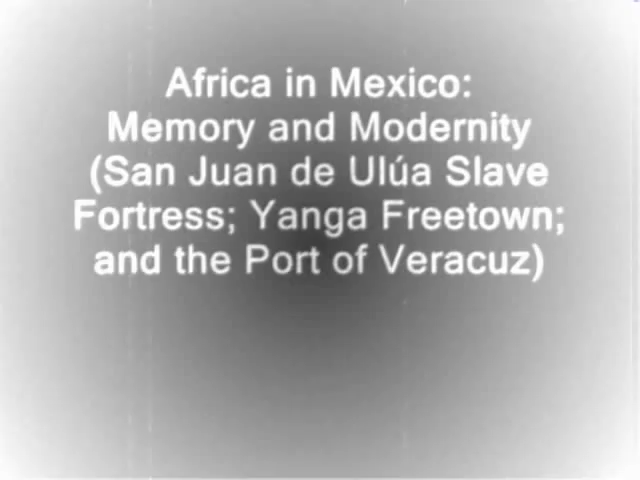 Africa in Mexico:
Memory and Modernity
(San Juan de Ulúa Slave
Fortress; Yanga Freetown;
and the Port of Veracuz)